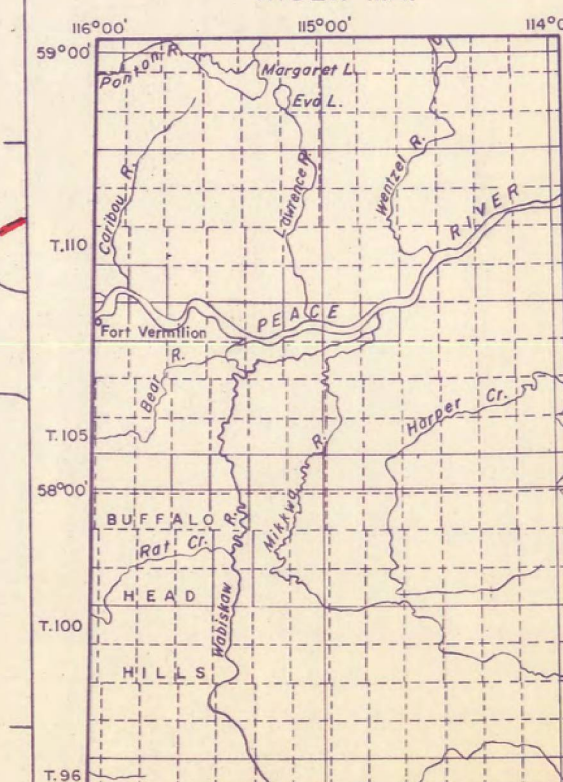 116°00'
115°00'
114°0
59°00'
Ponton R.
Margaret L.
Eva L.
Caribou R.
Lawrence R.
Wentzel R.
PEACE RIVER
T.110
Fort Vermilion
Bear R.
Harper Cr.
T.105
Mikkwa R.
58°00'
BUFFALO
HEAD
HILLS
Rat Cr.
Wabiskaw R.
T.100
T.96